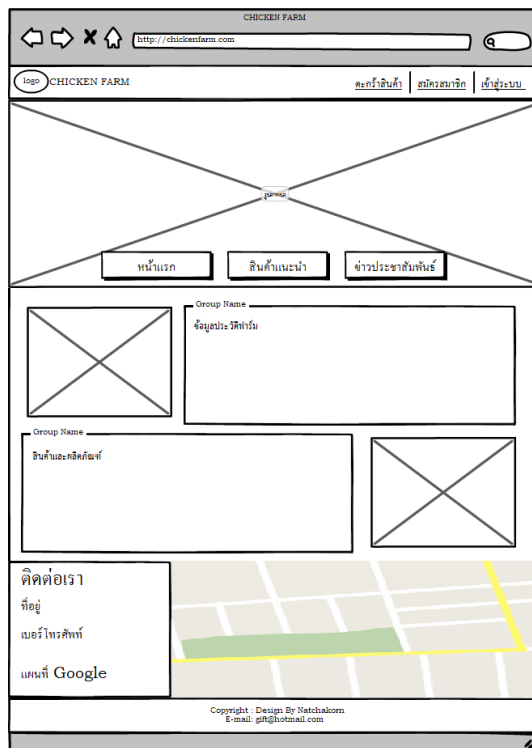 CHICKEN FARM
http://chickenfarm.com
logo CHICKEN FARM
ตะกร้าสินค้า สมัครสมาชิก เข้าสู่ระบบ
หน้าแรก สินค้าแนะนำ ข่าวประชาสัมพันธ์
Group Name
ข้อมูลประวัติฟาร์ม
Group Name
สินค้าและผลิตภัณฑ์
ติดต่อเรา
ที่อยู่
เบอร์โทรศัพท์
แผนที่ Google
Copyright : Design By Natchakorn
E-mail: gift@hotmail.com